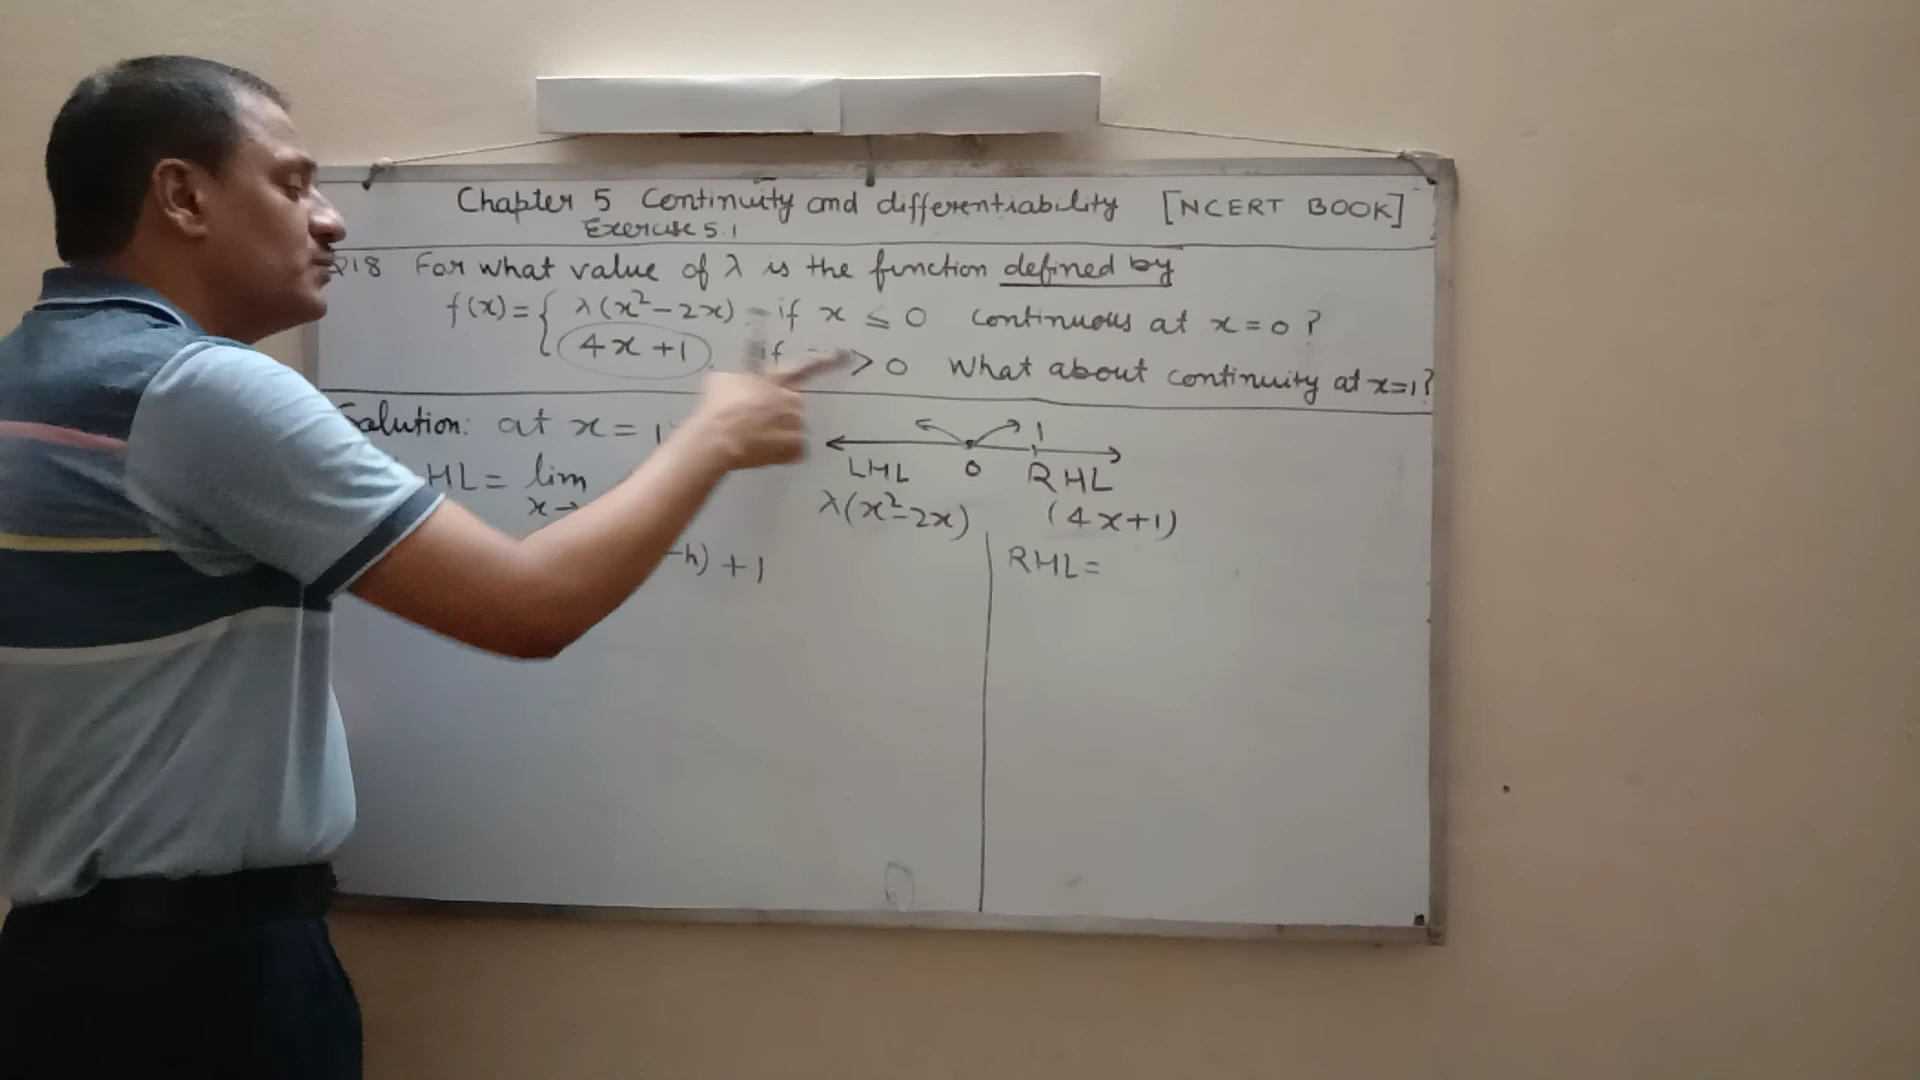 Chapter 5 Continuity and differentiability [NCERT BOOK]
Exercise 5.1
Q18 For what value of λ is the function defined by
f(x) = { λ(x² - 2x) - if x ≤ 0 continuous at x = 0 ?
4x + 1, if > 0 What about continuity at x=1?
Solution: at x = 1
HL = lim
x→
-h) + 1
1
LHL 0 RHL
λ(x² - 2x) (4x+1)
RHL =